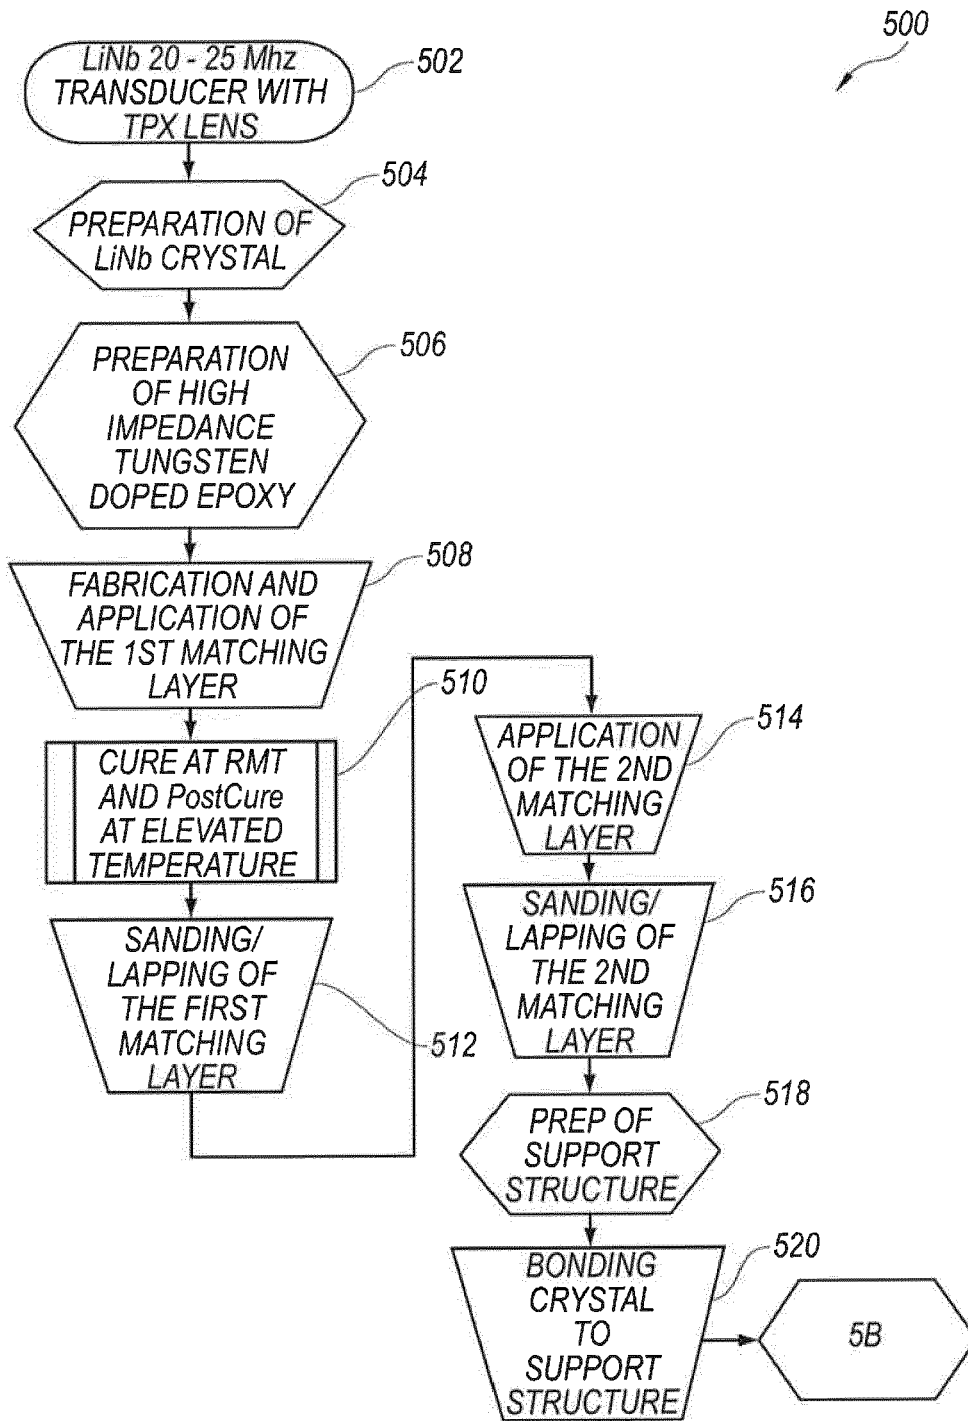 500
LiNb 20 - 25 Mhz
TRANSDUCER WITH
TPX LENS
502
504
PREPARATION OF
LiNb CRYSTAL
506
PREPARATION
OF HIGH
IMPEDANCE
TUNGSTEN
DOPED EPOXY
508
FABRICATION AND
APPLICATION OF
THE 1ST MATCHING
LAYER
510
CURE AT RMT
AND PostCure
AT ELEVATED
TEMPERATURE
SANDING/
LAPPING OF
THE FIRST
MATCHING
LAYER
512
APPLICATION
OF THE 2ND
MATCHING
LAYER
514
SANDING/
LAPPING OF
THE 2ND
MATCHING
LAYER
516
518
PREP OF
SUPPORT
STRUCTURE
520
BONDING
CRYSTAL
TO
SUPPORT
STRUCTURE
5B